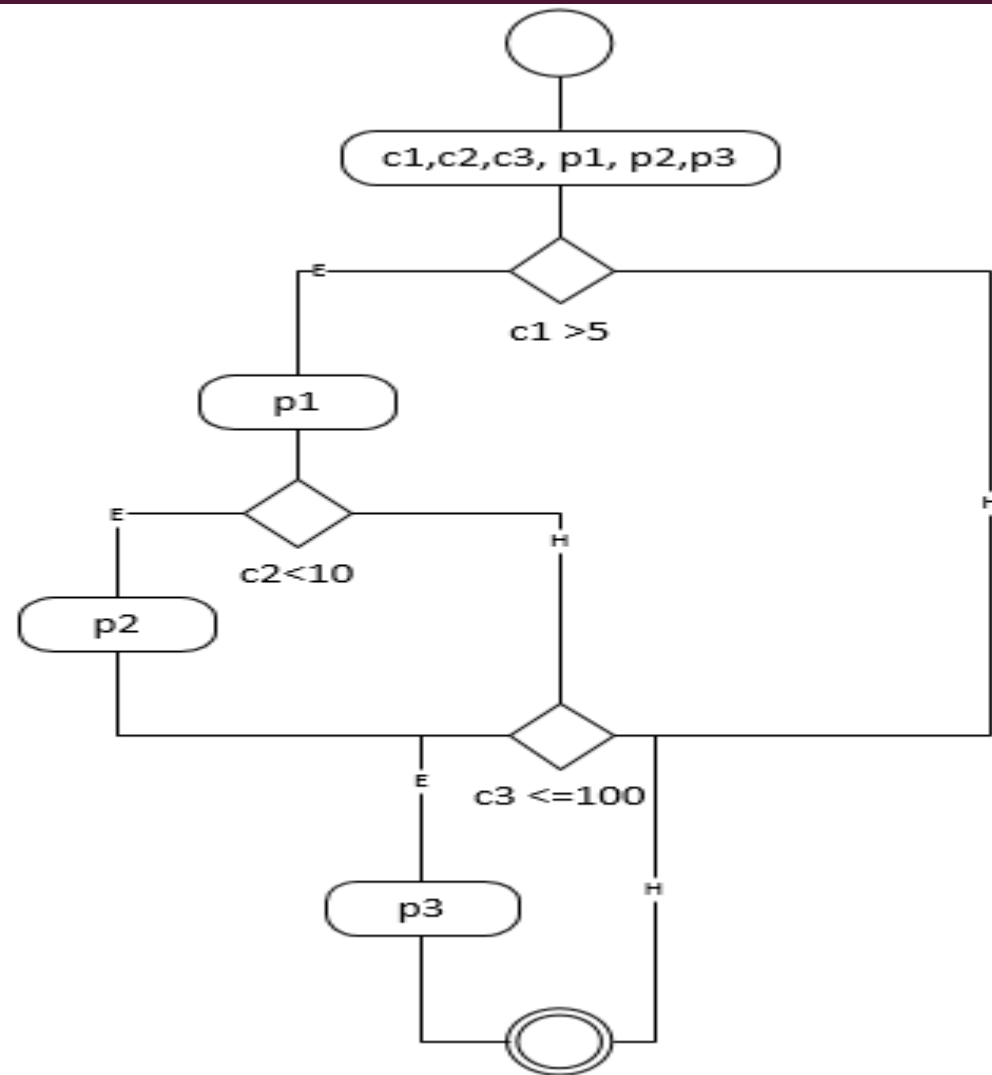 c1,c2,c3, p1, p2,p3
E
c1 >5
p1
H
E
H
c2<10
p2
E
c3 <=100
H
p3